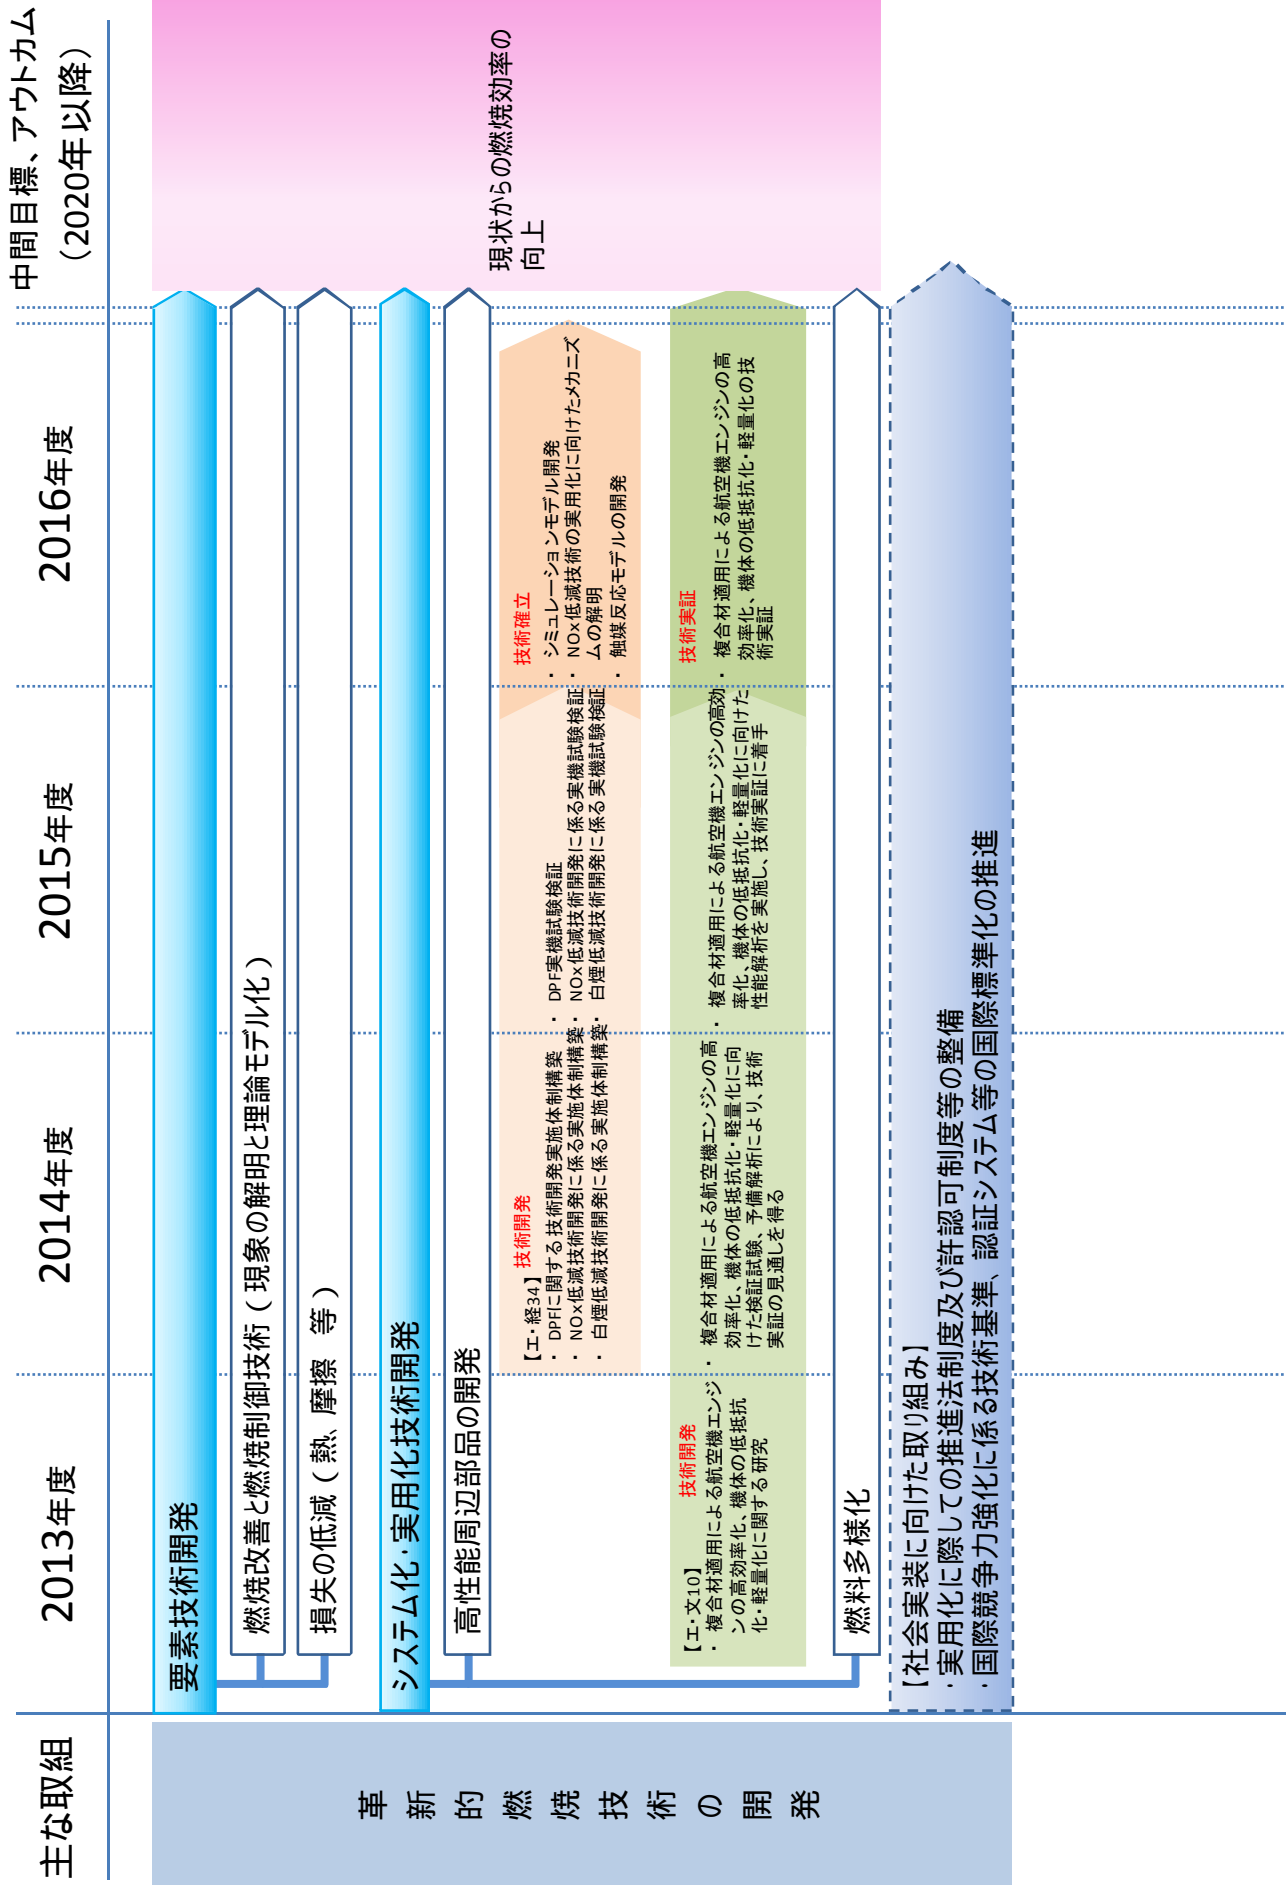 主な取組
2013年度
2014年度
2015年度
2016年度
中間目標、アウトカム
（2020年以降）
革新的燃焼技術の開発
要素技術開発
燃焼改善と燃焼制御技術（現象の解明と理論モデル化）
損失の低減（熱、摩擦 等）
システム化・実用化技術開発
高性能周辺部品の開発
【エ・経34】
技術開発
・ DPFに関する技術開発実施体制構築
・ NOx低減技術開発に係る実施体制構築
・ 白煙低減技術開発に係る実施体制構築
・ DPF実機試験検証
・ NOx低減技術開発に係る実機試験検証
・ 白煙低減技術開発に係る実機試験検証
技術確立
・ シミュレーションモデル開発
・ NOx低減技術の実用化に向けたメカニズ
ムの解明
・ 触媒反応モデルの開発
【エ・文10】
技術開発
・ 複合材適用による航空機エンジ
ンの高効率化、機体の低抵抗
化・軽量化に関する研究
・ 複合材適用による航空機エンジンの高
効率化、機体の低抵抗化・軽量化に向
けた検証試験、予備解析により、技術
実証の見通しを得る
・ 複合材適用による航空機エンジンの高効
率化、機体の低抵抗化・軽量化に向けた
性能解析を実施し、技術実証に着手
技術実証
・ 複合材適用による航空機エンジンの高
効率化、機体の低抵抗化・軽量化の技
術実証
燃料多様化
【社会実装に向けた取り組み】
・実用化に際しての推進法制度及び許認可制度等の整備
・国際競争力強化に係る技術基準、認証システム等の国際標準化の推進
現状からの燃焼効率の
向上